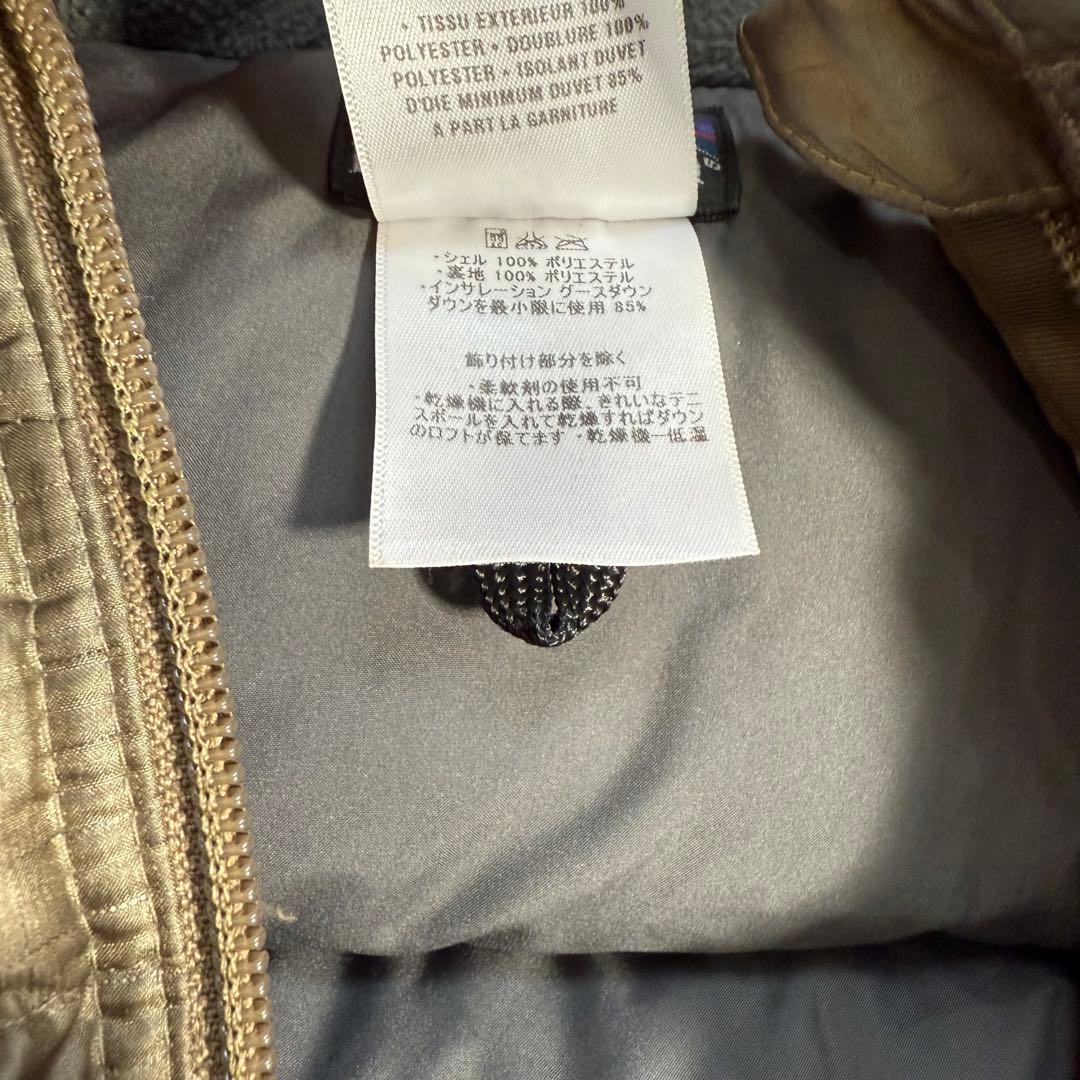 • TISSU EXTERIEUR 100%
POLYESTER • DOUBLURE 100%
POLYESTER • ISOLANT DUVET
D'OIE MINIMUM DUVET 85%
A PART LA GARNITURE
・シェル 100% ポリエステル
・裏地 100% ポリエステル
・インサレーション グースダウン
ダウンを最小限に使用 85%
飾り付け部分を除く
・柔軟剤の使用不可
・乾燥機に入れる際、きれいなテニ
スボールを入れて乾燥すればダウン
のロフトが保てます ・乾燥機ー低温